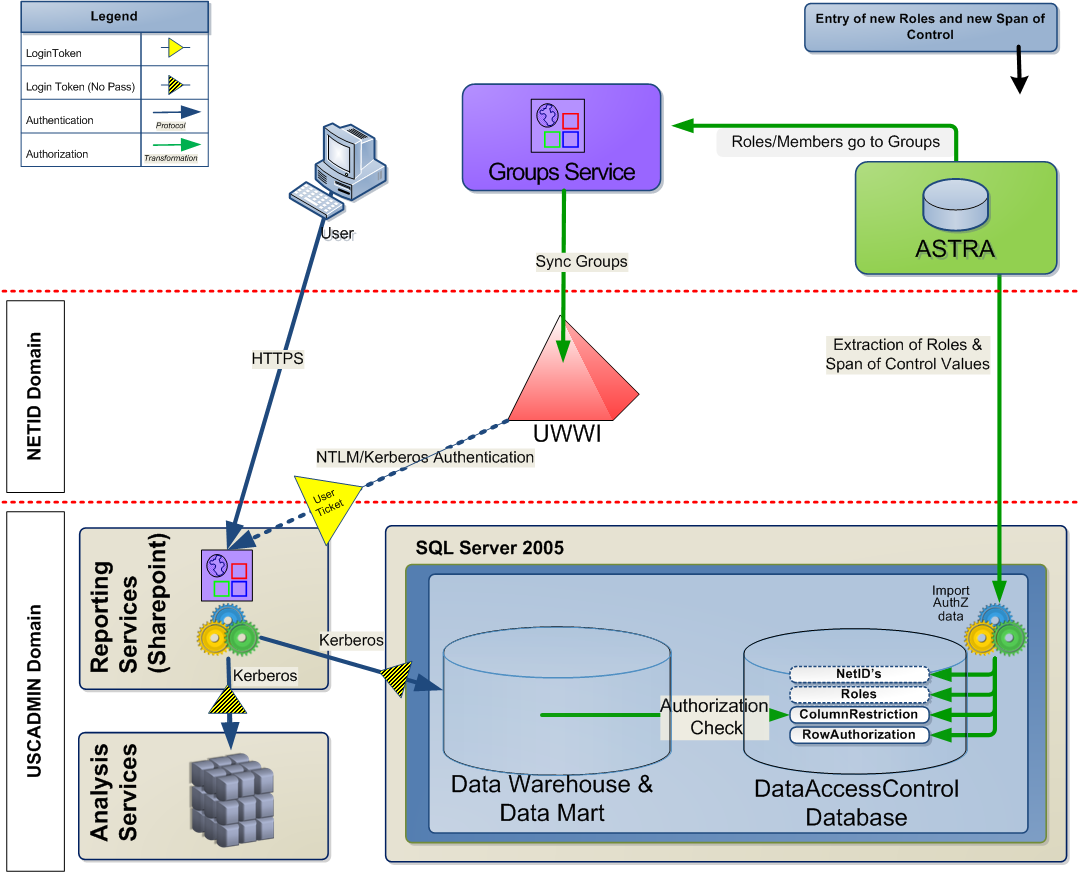 Legend
LoginToken
Login Token (No Pass)
Authentication
Protocol
Authorization
Transformation
Entry of new Roles and new Span of
Control
Groups Service
Roles/Members go to Groups
ASTRA
User
Sync Groups
NETID Domain
HTTPS
Extraction of Roles &
Span of Control Values
UWWI
NTLM/Kerberos Authentication
User
Ticket
USCADMIN Domain
Reporting
Services
(Sharepoint)
Kerberos
Kerberos
Analysis
Services
SQL Server 2005
Import
AuthZ
data
NetID's
Roles
ColumnRestriction
RowAuthorization
Authorization
Check
Data Warehouse &
Data Mart
DataAccessControl
Database